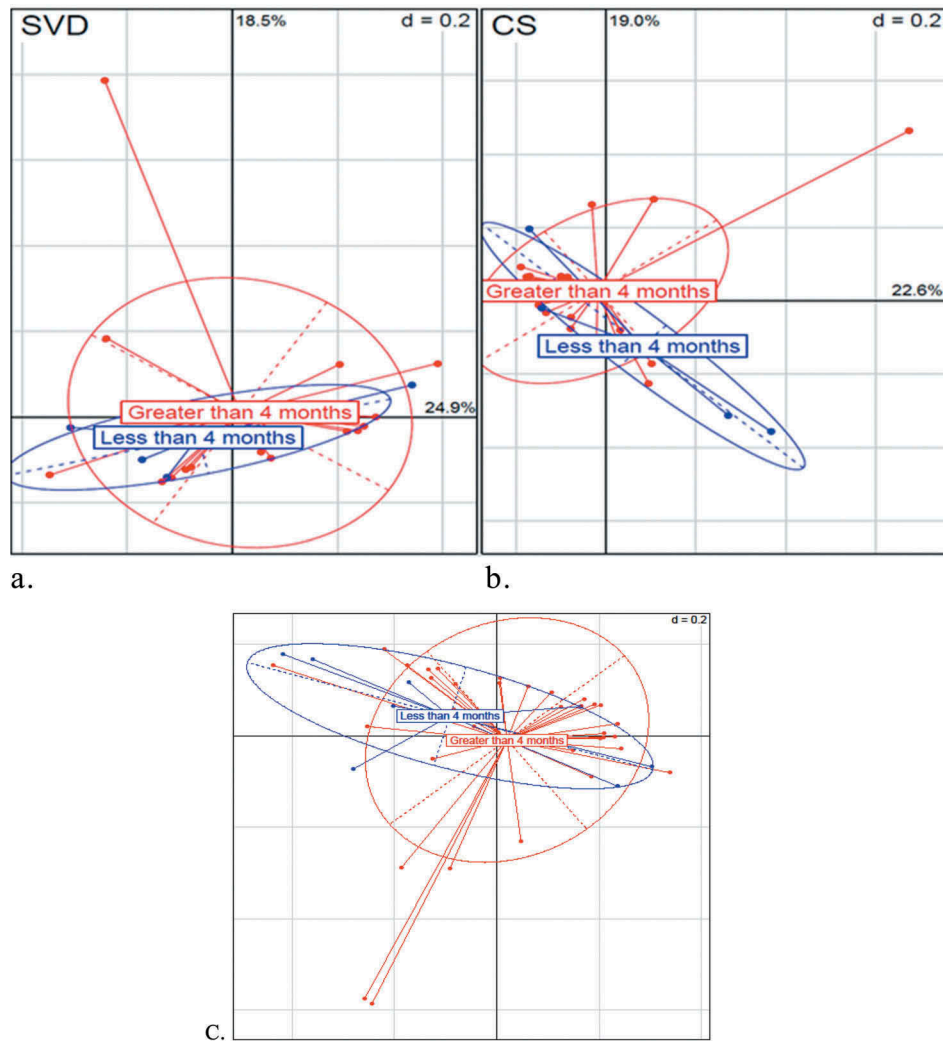 SVD
18.5%
d = 0.2
Greater than 4 months
24.9%
Less than 4 months
a.
CS
19.0%
d = 0.2
Greater than 4 months
22.6%
Less than 4 months
b.
d = 0.2
Less than 4 months
Greater than 4 months
C.